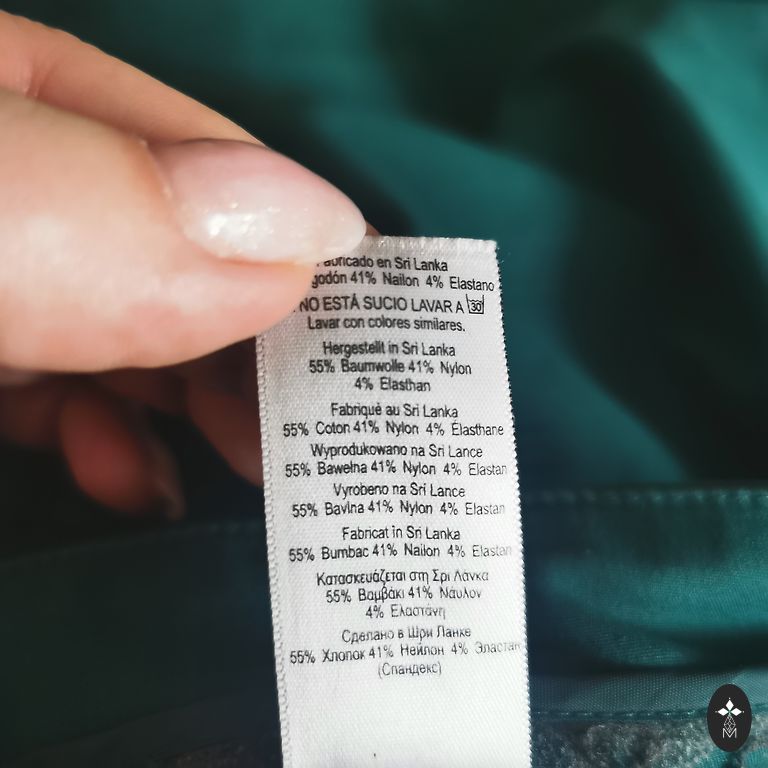 Fabricado en Sri Lanka
41% Nailon 4% Elastano
NO ESTÁ SUCIO LAVAR A 30
Lavar con colores similares.
Hergestellt in Sri Lanka
55% Baumwolle 41% Nylon
4% Elasthan
Fabriqué au Sri Lanka
55% Coton 41% Nylon 4% Élasthane
Wyprodukowano na Sri Lance
55% Bawełna 41% Nylon 4% Elastan
Vyrobeno na Srí Lance
55% Bavlna 41% Nylon 4% Elastan
Fabricat în Sri Lanka
55% Bumbac 41% Nailon 4% Elastan
Κατασκευάζεται στη Σρι Λάνκα
55% Βαμβάκι 41% Νάυλον
4% Ελαστάνη
Сделано в Шри Ланке
55% Хлопок 41% Нейлон 4% Эластан
(Спандекс)
M